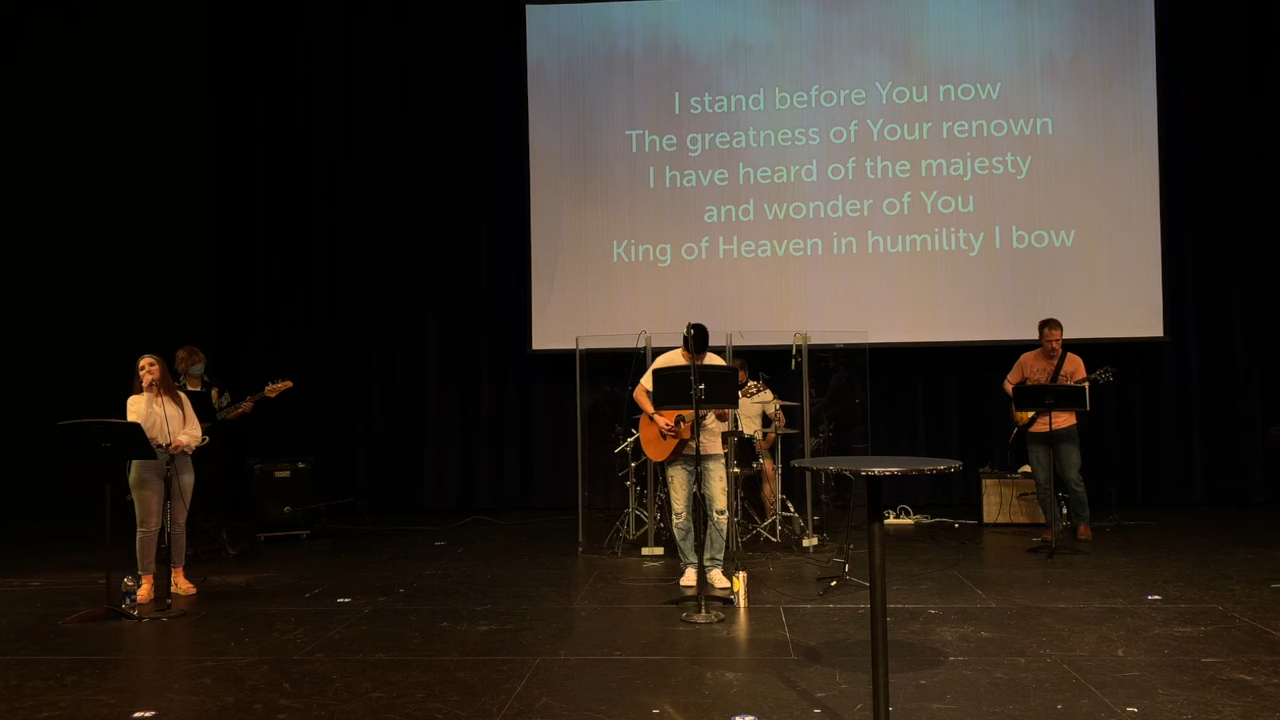 I stand before You now
The greatness of Your renown
I have heard of the majesty
and wonder of You
King of Heaven in humility I bow